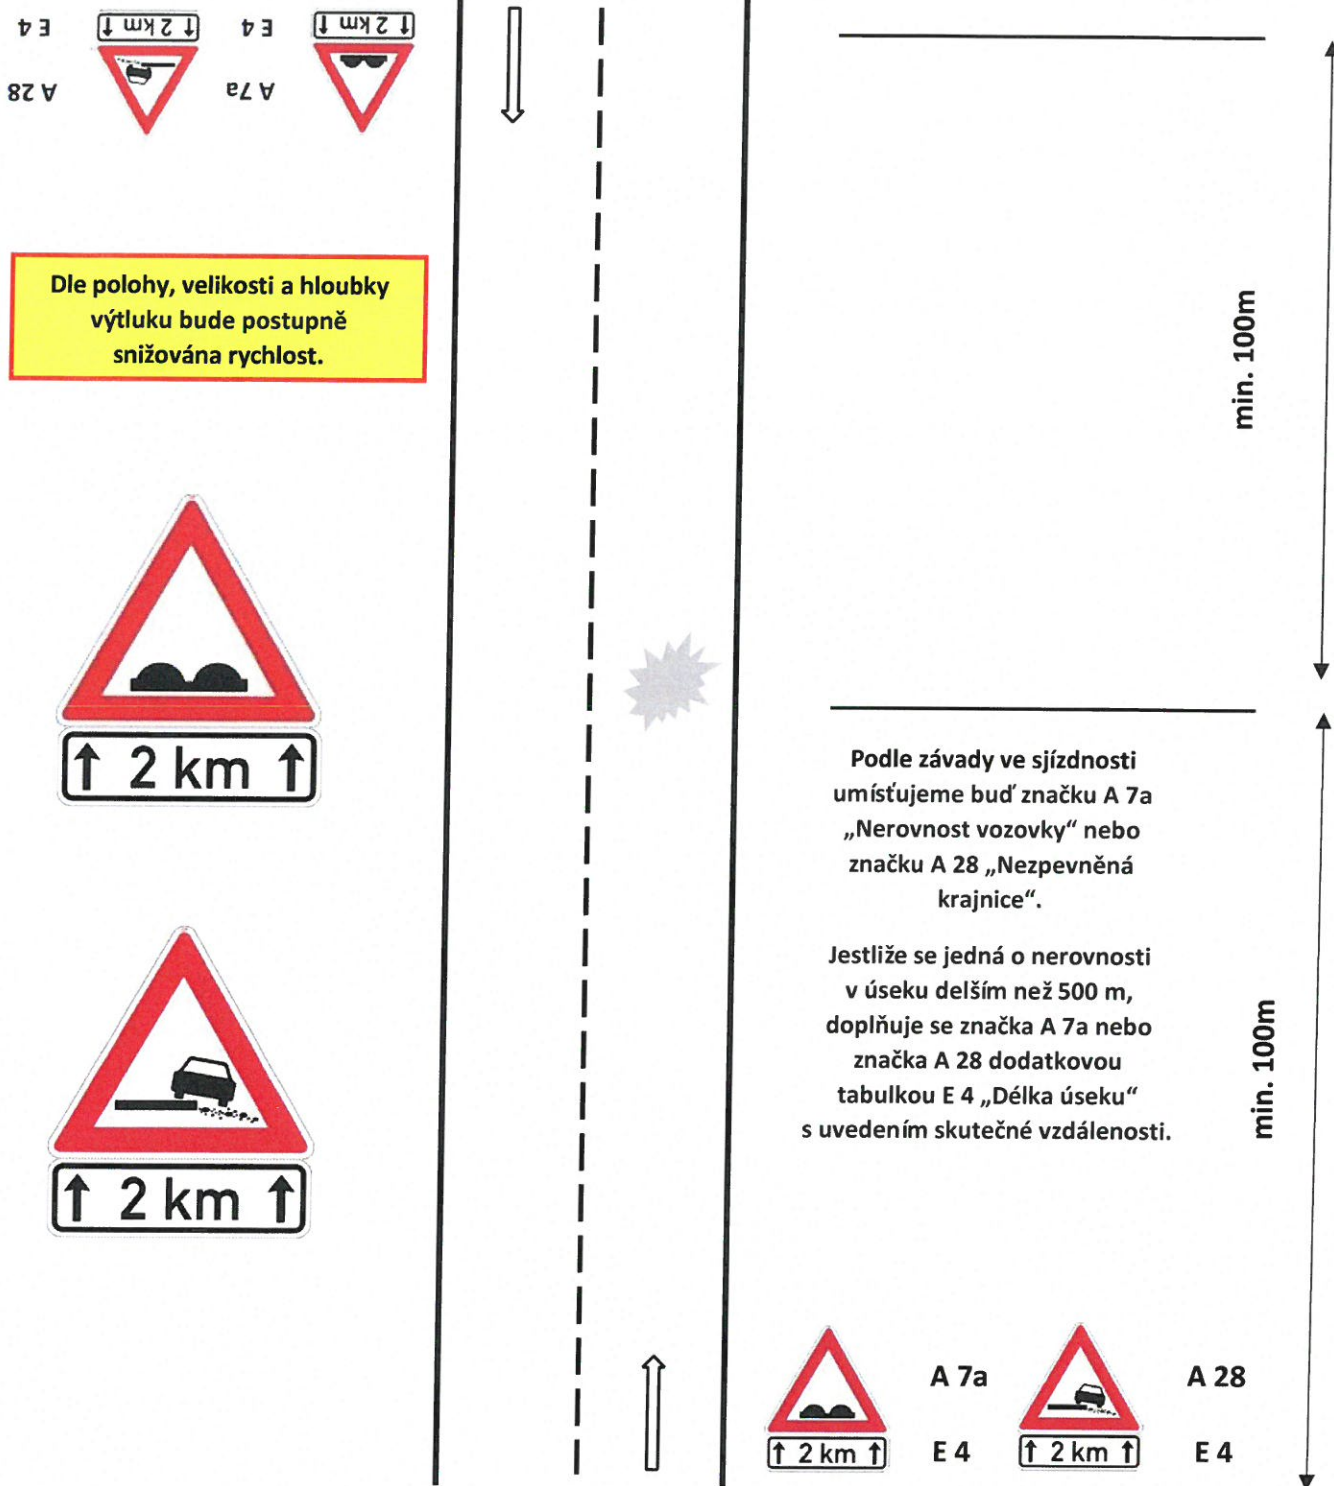 E 4
↑ 2 km ↑
E 4
↑ 2 km ↑
A 28
A 7a
Dle polohy, velikosti a hloubky
výtluku bude postupně
snižována rychlost.
min. 100m
↑ 2 km ↑
Podle závady ve sjízdnosti
umísťujeme buď značku A 7a
„Nerovnost vozovky“ nebo
značku A 28 „Nezpevněná
krajnice“.
Jestliže se jedná o nerovnosti
v úseku delším než 500 m,
doplňuje se značka A 7a nebo
značka A 28 dodatkovou
tabulkou E 4 „Délka úseku“
s uvedením skutečné vzdálenosti.
min. 100m
↑ 2 km ↑
A 7a
A 28
↑ 2 km ↑
E 4
↑ 2 km ↑
E 4